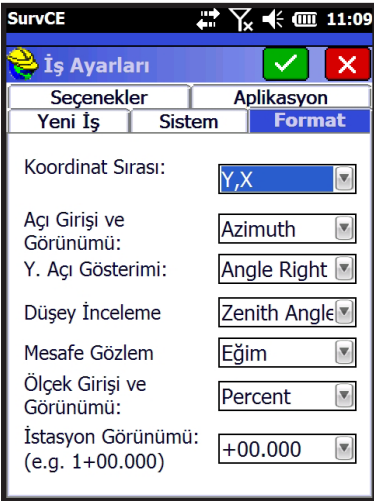 SurvCE 11:09
İş Ayarları
Seçenekler Aplikasyon
Yeni İş Sistem Format
Koordinat Sırası: Y,X
Açı Girişi ve
Görünümü: Azimuth
Y. Açı Gösterimi: Angle Right
Düşey İnceleme Zenith Angle
Mesafe Gözlem Eğim
Ölçek Girişi ve
Görünümü: Percent
İstasyon Görünümü:
(e.g. 1+00.000) +00.000